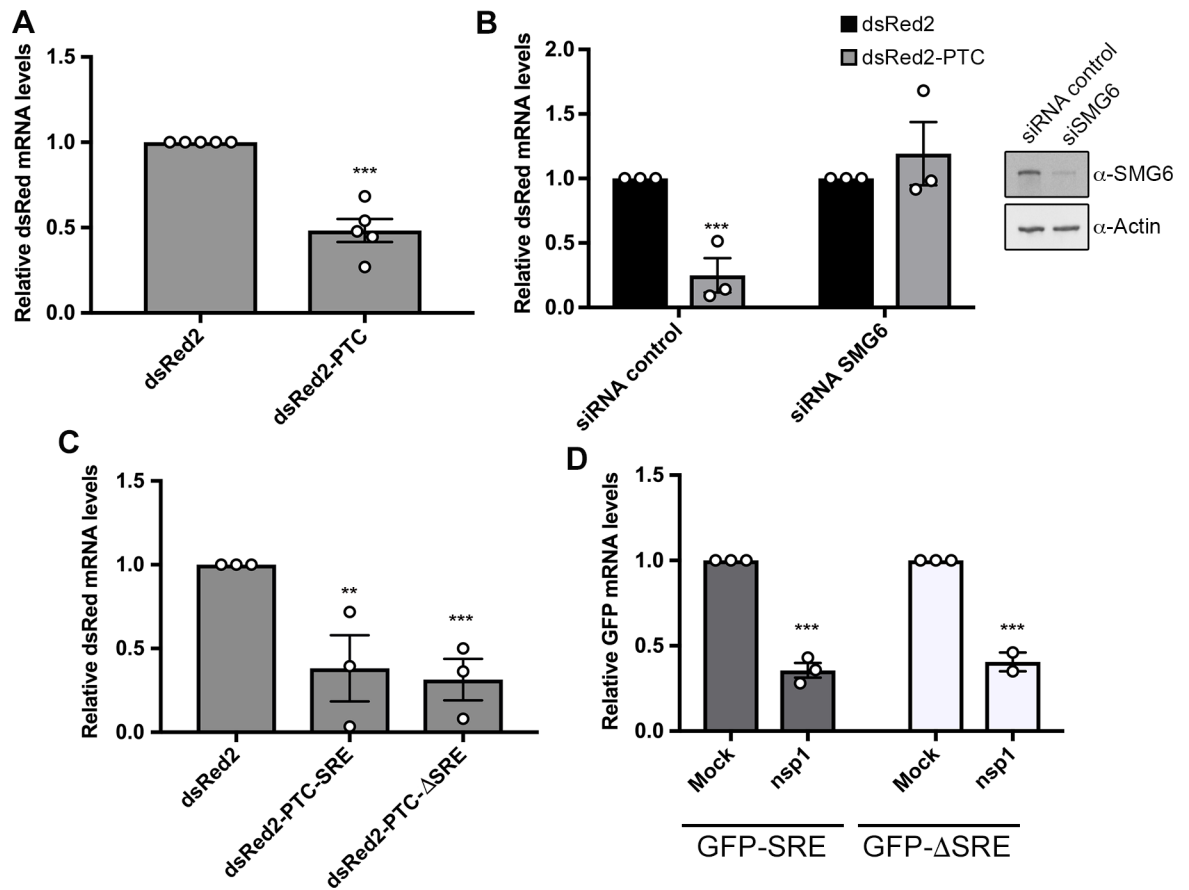 A
Relative dsRed mRNA levels
1.5
1.0
0.5
0.0
***
dsRed2
dsRed2-PTC
B
dsRed2
dsRed2-PTC
Relative dsRed mRNA levels
2.0
1.5
1.0
0.5
0.0
***
siRNA control
siRNA SMG6
siRNA control
siSMG6
α-SMG6
α-Actin
C
Relative dsRed mRNA levels
1.5
1.0
0.5
0.0
**
***
dsRed2
dsRed2-PTC-SRE
dsRed2-PTC-ΔSRE
D
Relative GFP mRNA levels
1.5
1.0
0.5
0.0
***
***
Mock
nsp1
Mock
nsp1
GFP-SRE
GFP-ΔSRE